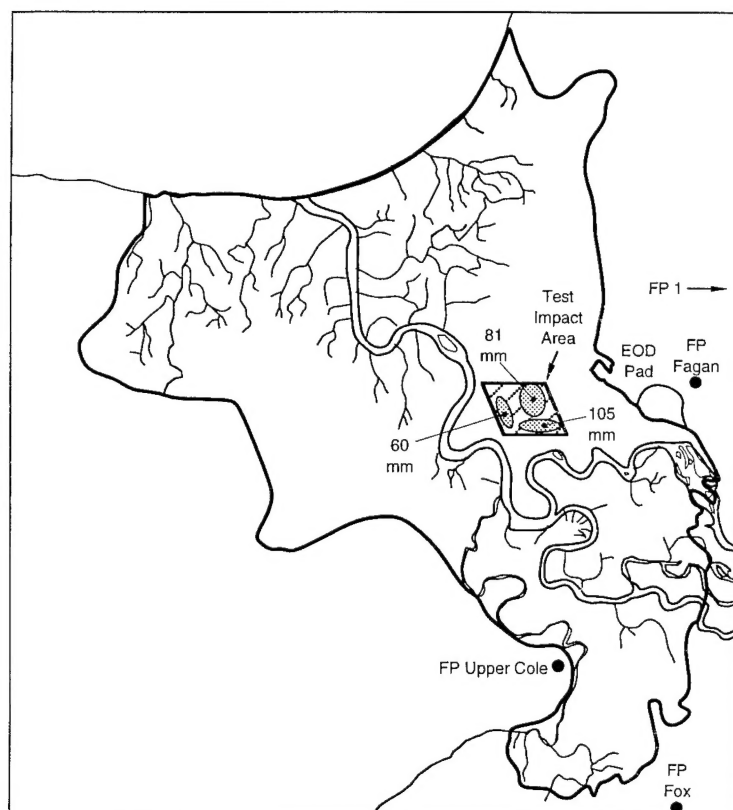 FP 1
Test
Impact
Area
81
mm
EOD
Pad
FP
Fagan
105
mm
60
mm
FP Upper Cole
FP
Fox